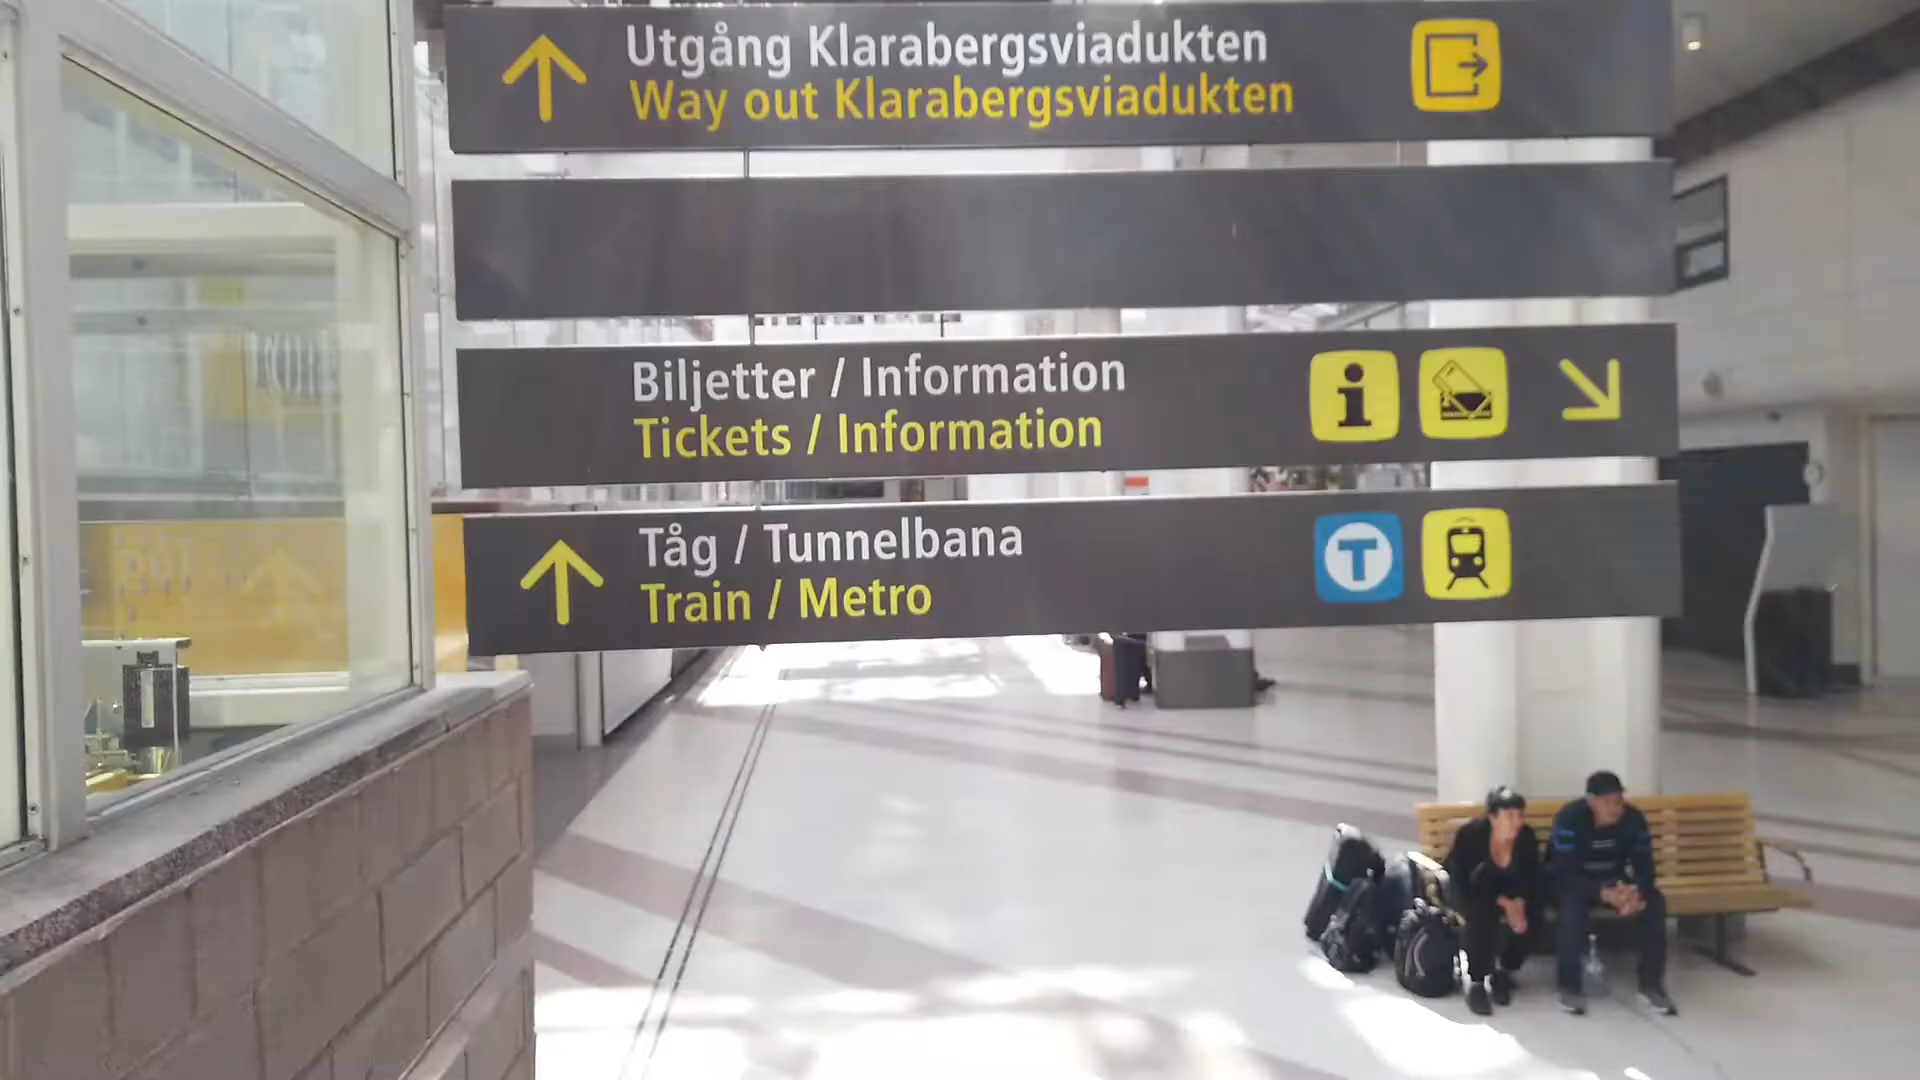 Utgång Klarabergsviadukten
Way out Klarabergsviadukten
Biljetter / Information
Tickets / Information
i
Tåg / Tunnelbana
Train / Metro
T